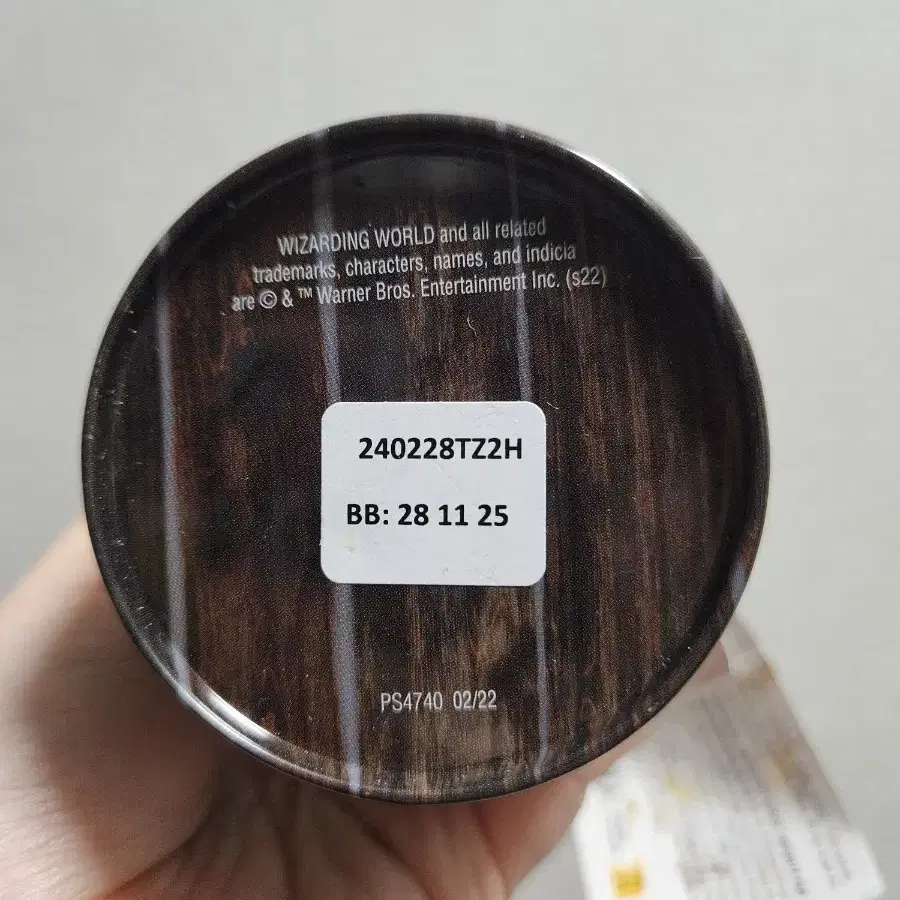 WIZARDING WORLD and all related
trademarks, characters, names, and indicia
are © & ™ Warner Bros. Entertainment Inc. (s22)
240228TZ2H
BB: 28 11 25
PS4740 02/22